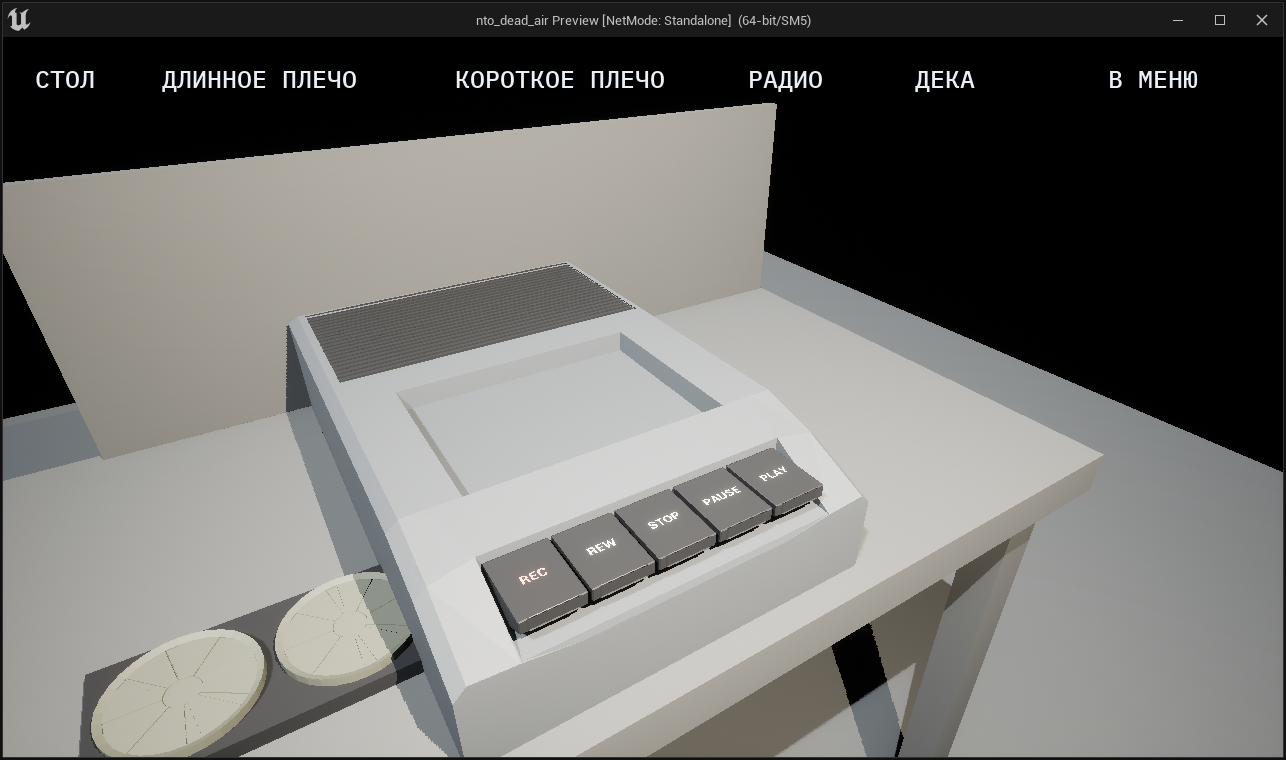 nto_dead_air Preview [NetMode: Standalone] (64-bit/SM5)
СТОЛ ДЛИННОЕ ПЛЕЧО КОРОТКОЕ ПЛЕЧО РАДИО ДЕКА В МЕНЮ
REC REW STOP PAUSE PLAY